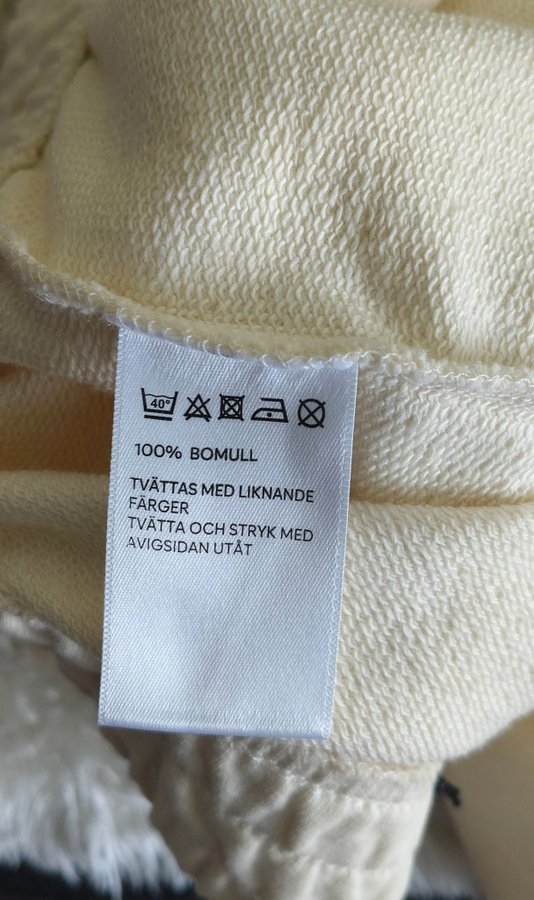 40°
100% BOMULL
TVÄTTAS MED LIKNANDE
FÄRGER
TVÄTTA OCH STRYK MED
AVIGSIDAN UTÅT